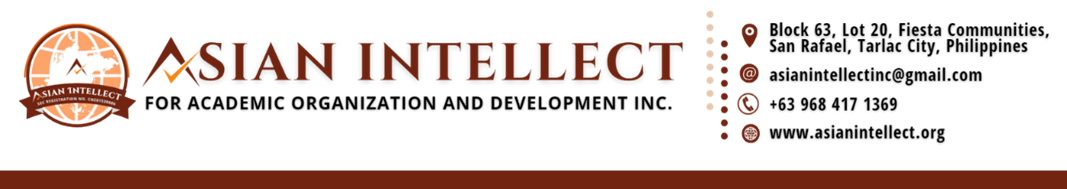 ASIAN INTELLECT
ASIAN INTELLECT
FOR ACADEMIC ORGANIZATION AND DEVELOPMENT INC.
Block 63, Lot 20, Fiesta Communities,
San Rafael, Tarlac City, Philippines
asianintellectinc@gmail.com
+63 968 417 1369
www.asianintellect.org